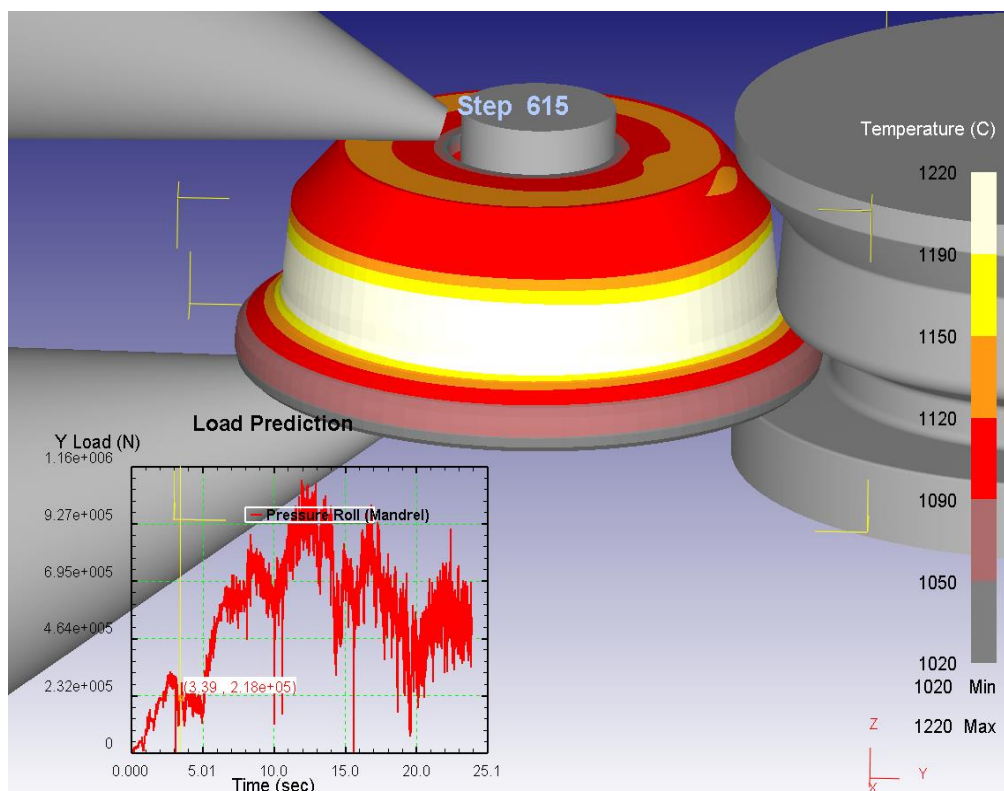 Step 615
Temperature (C)
1220
1190
1150
1120
1090
1050
1020
1020 Min
1220 Max
Load Prediction
Y Load (N)
1.16e+006
9.27e+005
6.95e+005
4.64e+005
2.32e+005
0
Pressure Roll (Mandrel)
(3.39 , 2.18e+05)
0.000 5.01 10.0 15.0 20.0 25.1
Time (sec)
Z
Y
X